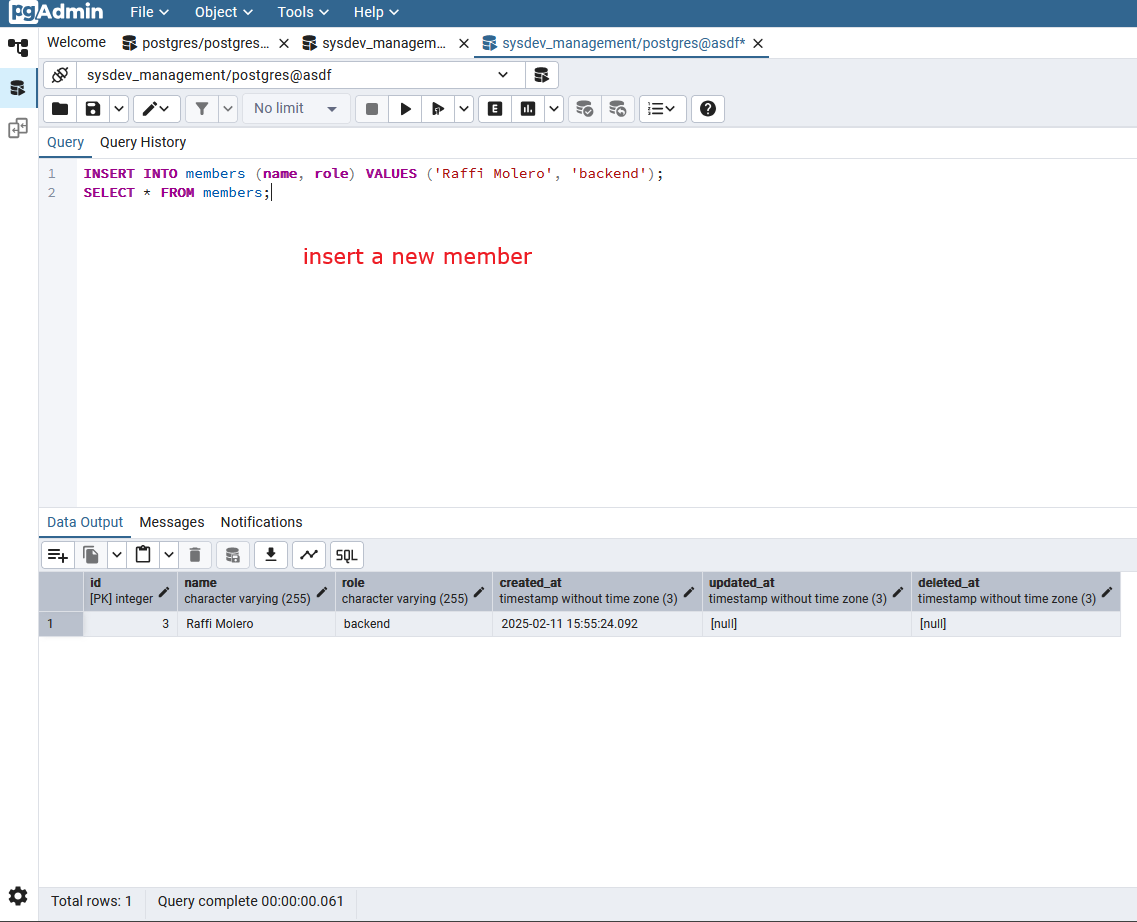 pgAdmin File Object Tools Help
Welcome postgres/postgres... sysdev_managem... sysdev_management/postgres@asdf*
sysdev_management/postgres@asdf
No limit E
Query Query History
1 INSERT INTO members (name, role) VALUES ('Raffi Molero', 'backend');
2 SELECT * FROM members;
insert a new member
Data Output Messages Notifications
SQL
id name role created_at updated_at deleted_at
[PK] integer character varying (255) character varying (255) timestamp without time zone (3) timestamp without time zone (3) timestamp without time zone (3)
1 3 Raffi Molero backend 2025-02-11 15:55:24.092 [null] [null]
Total rows: 1 Query complete 00:00:00.061